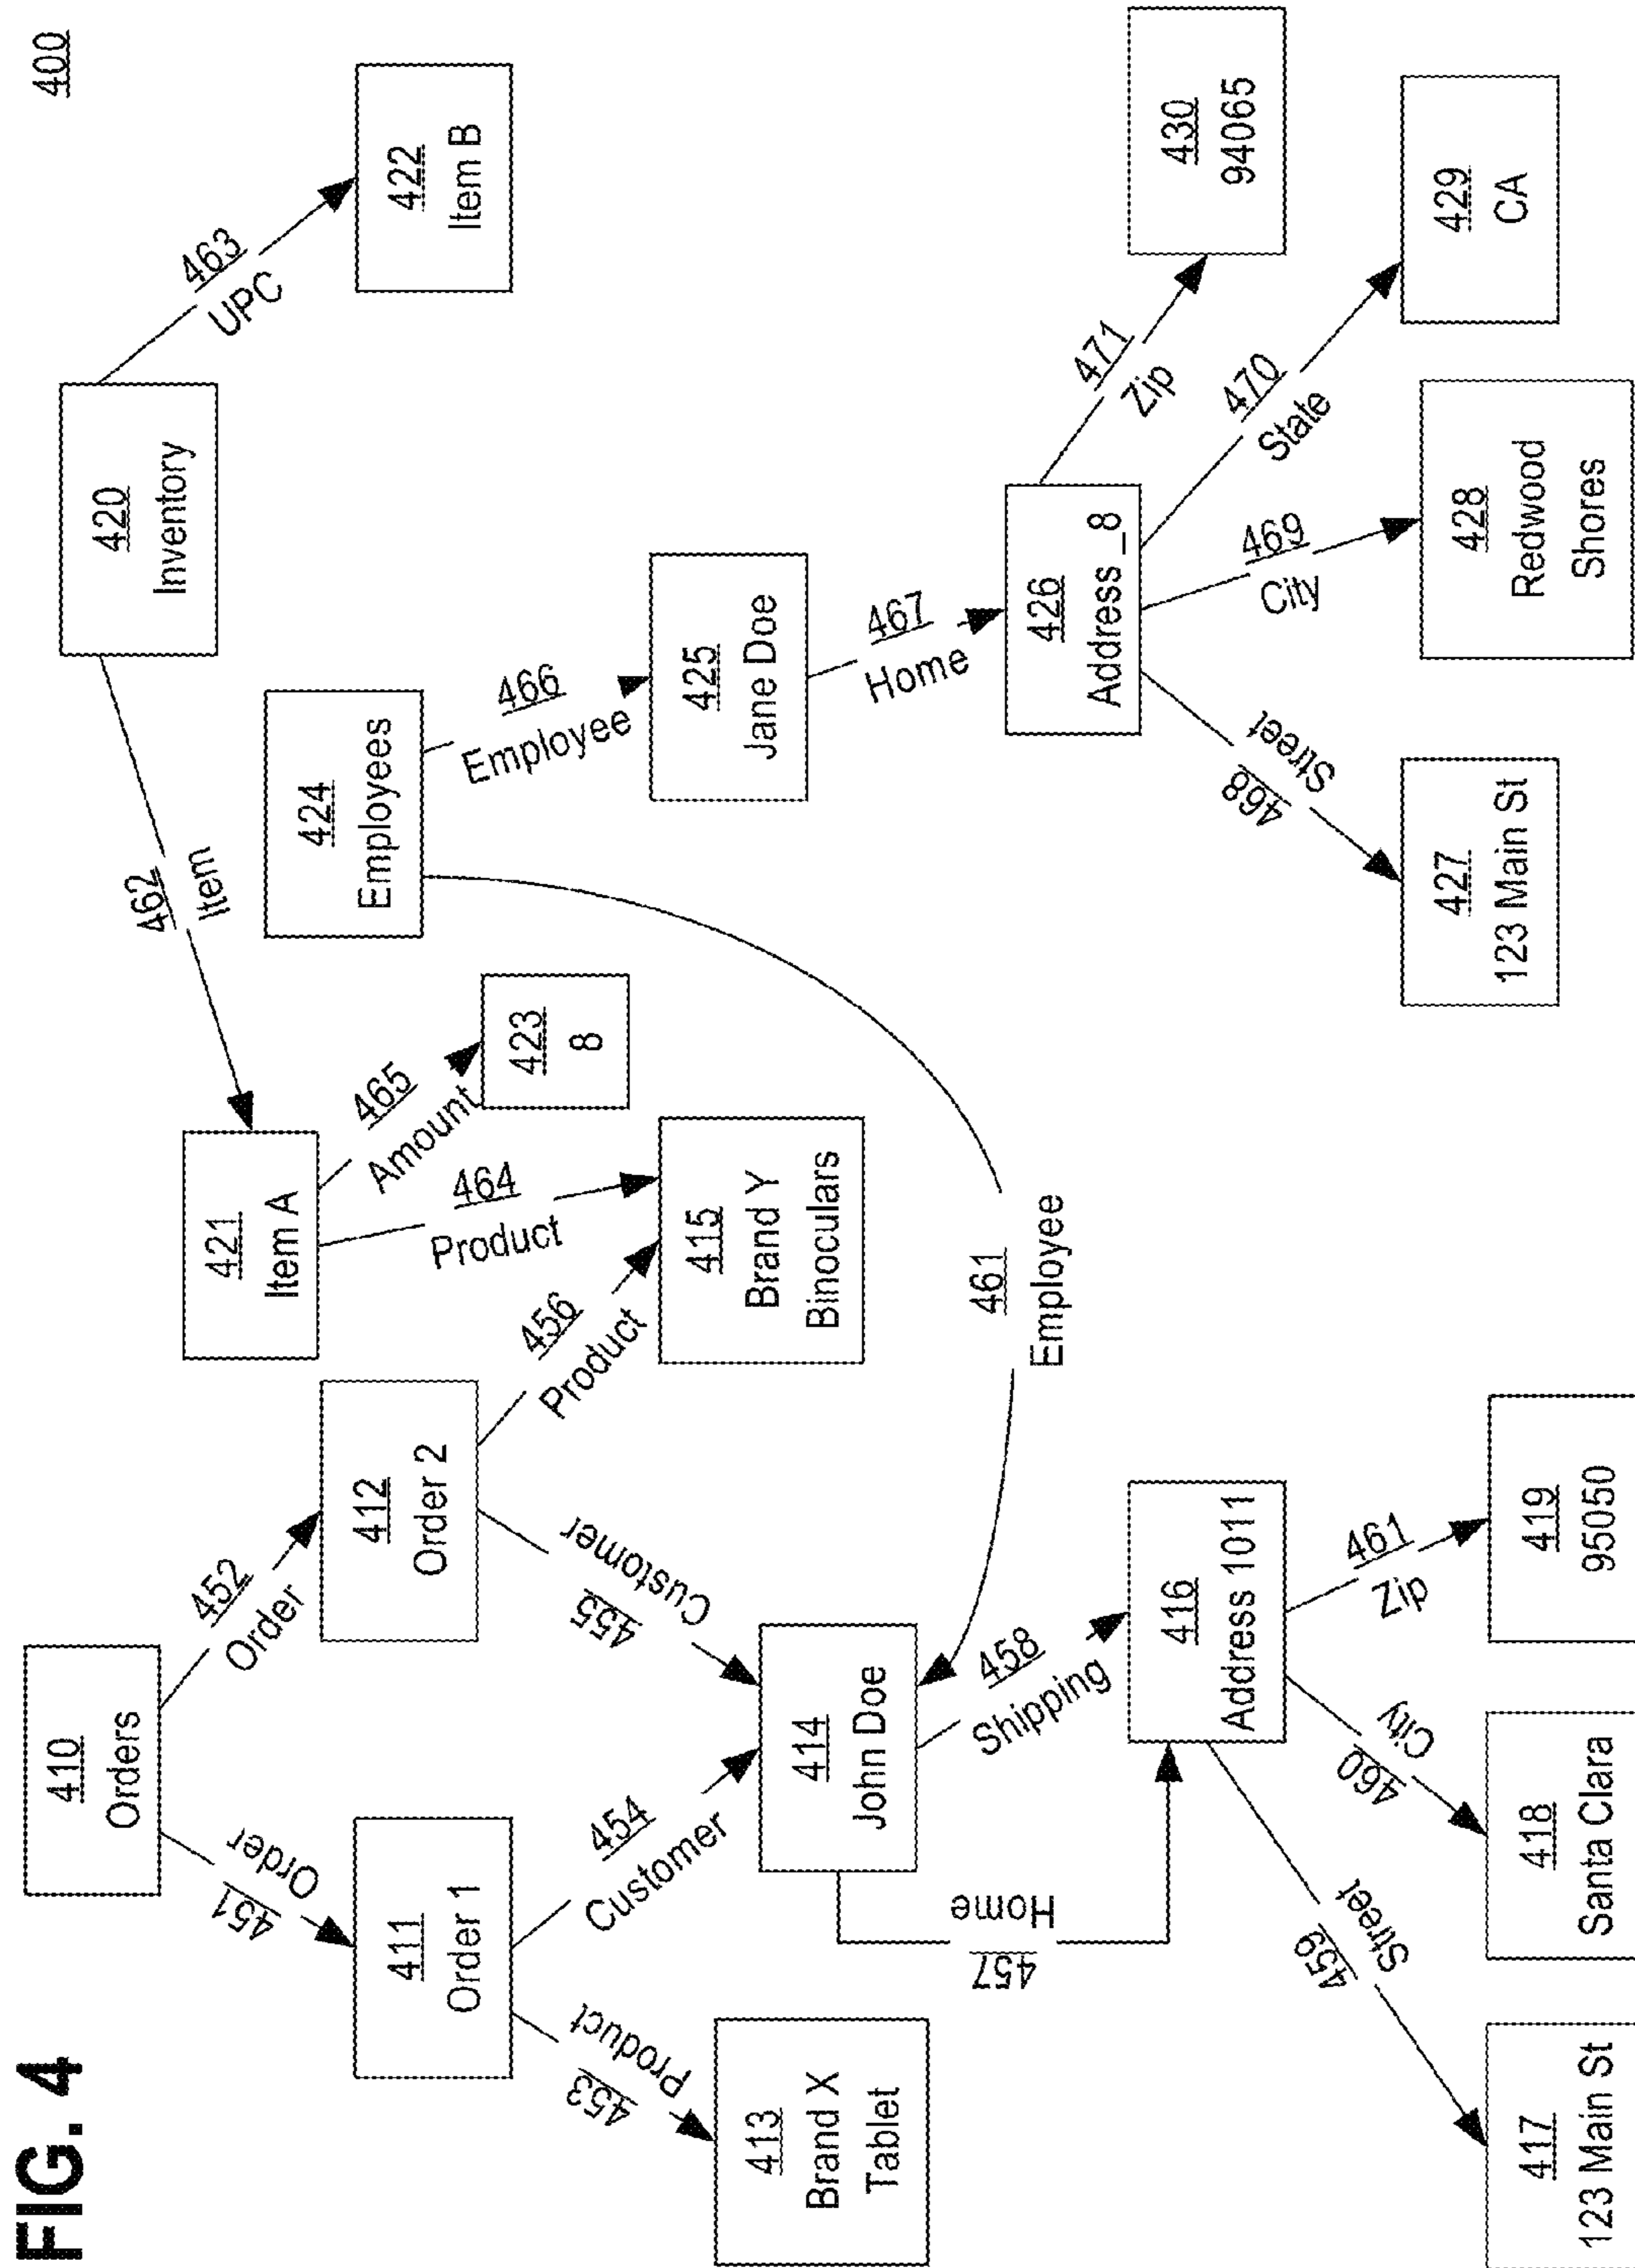 FIG. 4
400
410
Orders
451
Order
452
Order
411
Order 1
412
Order 2
453
Product
454
Customer
455
Customer
456
Product
413
Brand X
Tablet
414
John Doe
415
Brand Y
Binoculars
457
Home
458
Shipping
416
Address 1011
459
Street
460
City
461
Zip
417
123 Main St
418
Santa Clara
419
95050
420
Inventory
462
Item
463
UPC
421
Item A
422
Item B
464
Product
465
Amount
423
8
424
Employees
461
Employee
466
Employee
425
Jane Doe
467
Home
426
Address_8
468
Street
469
City
470
State
471
Zip
427
123 Main St
428
Redwood
Shores
429
CA
430
94065